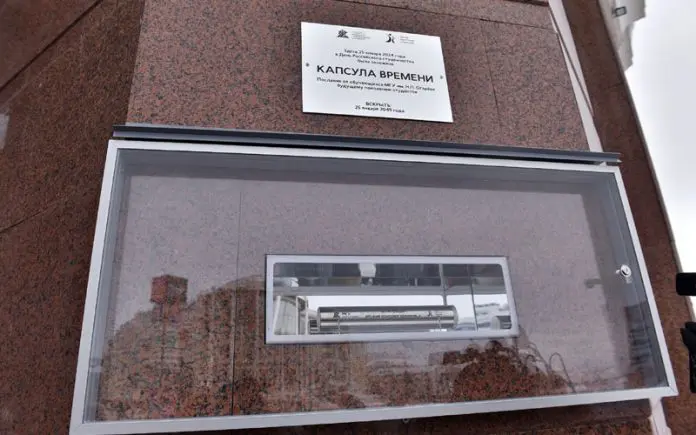 Здесь 25 января 2024 года
в День Российского студенчества
была заложена
КАПСУЛА ВРЕМЕНИ
Послание от обучающихся МГУ им. Н.П. Огарёва
будущему поколению студентов
ВСКРЫТЬ:
25 января 2049 года